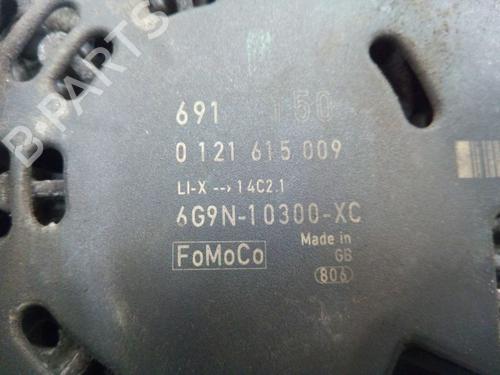 691 150
0 121 615 009
LI-X --> 14C2.1
6G9N-10300-XC
FoMoCo
Made in
GB
806
B-PARTS